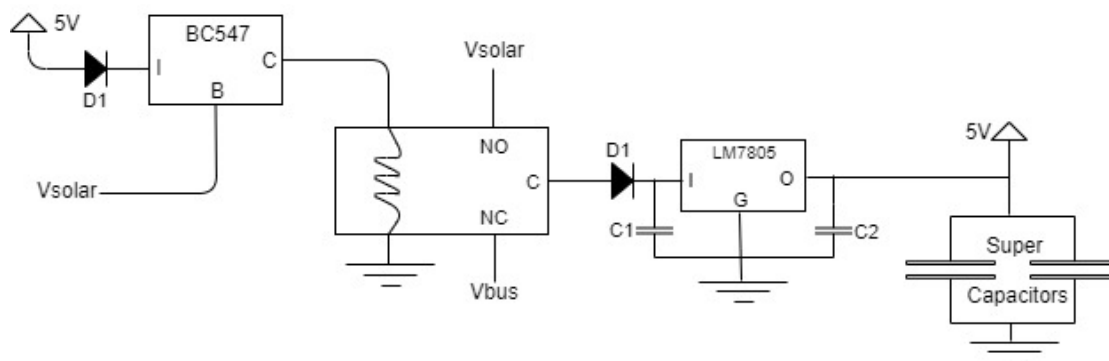 5V
BC547
I
C
B
D1
Vsolar
Vsolar
NO
C
NC
Vbus
D1
LM7805
I
O
G
C1
C2
5V
Super
Capacitors